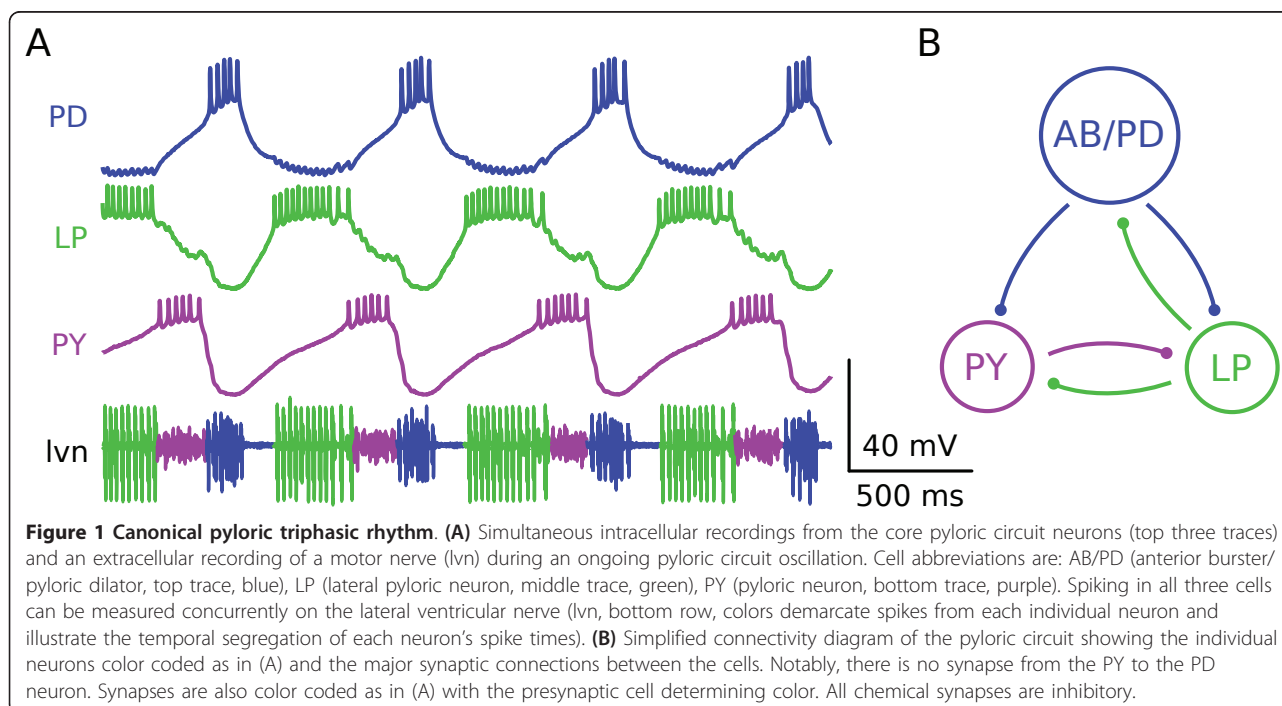 A
B
PD
LP
PY
lvn
40 mV
500 ms
AB/PD
PY
LP
Figure 1 Canonical pyloric triphasic rhythm. (A) Simultaneous intracellular recordings from the core pyloric circuit neurons (top three traces)
and an extracellular recording of a motor nerve (lvn) during an ongoing pyloric circuit oscillation. Cell abbreviations are: AB/PD (anterior burster/
pyloric dilator, top trace, blue), LP (lateral pyloric neuron, middle trace, green), PY (pyloric neuron, bottom trace, purple). Spiking in all three cells
can be measured concurrently on the lateral ventricular nerve (lvn, bottom row, colors demarcate spikes from each individual neuron and
illustrate the temporal segregation of each neuron's spike times). (B) Simplified connectivity diagram of the pyloric circuit showing the individual
neurons color coded as in (A) and the major synaptic connections between the cells. Notably, there is no synapse from the PY to the PD
neuron. Synapses are also color coded as in (A) with the presynaptic cell determining color. All chemical synapses are inhibitory.